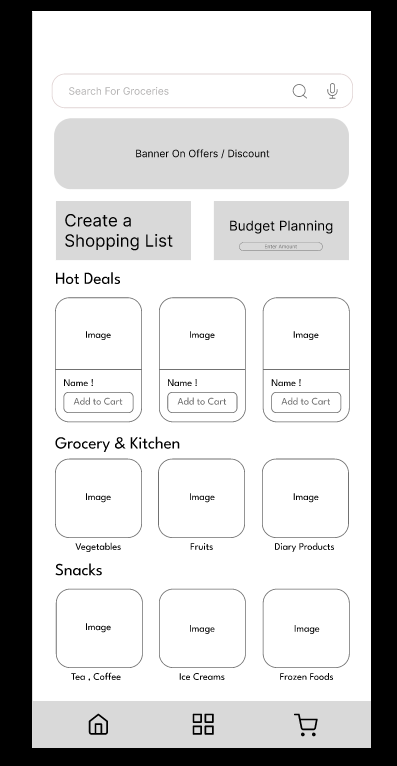 Search For Groceries
Banner On Offers / Discount
Create a
Shopping List
Budget Planning
Enter Amount
Hot Deals
Image
Image
Image
Name !
Name !
Name !
Add to Cart
Add to Cart
Add to Cart
Grocery & Kitchen
Image
Image
Image
Vegetables
Fruits
Diary Products
Snacks
Image
Image
Image
Tea , Coffee
Ice Creams
Frozen Foods